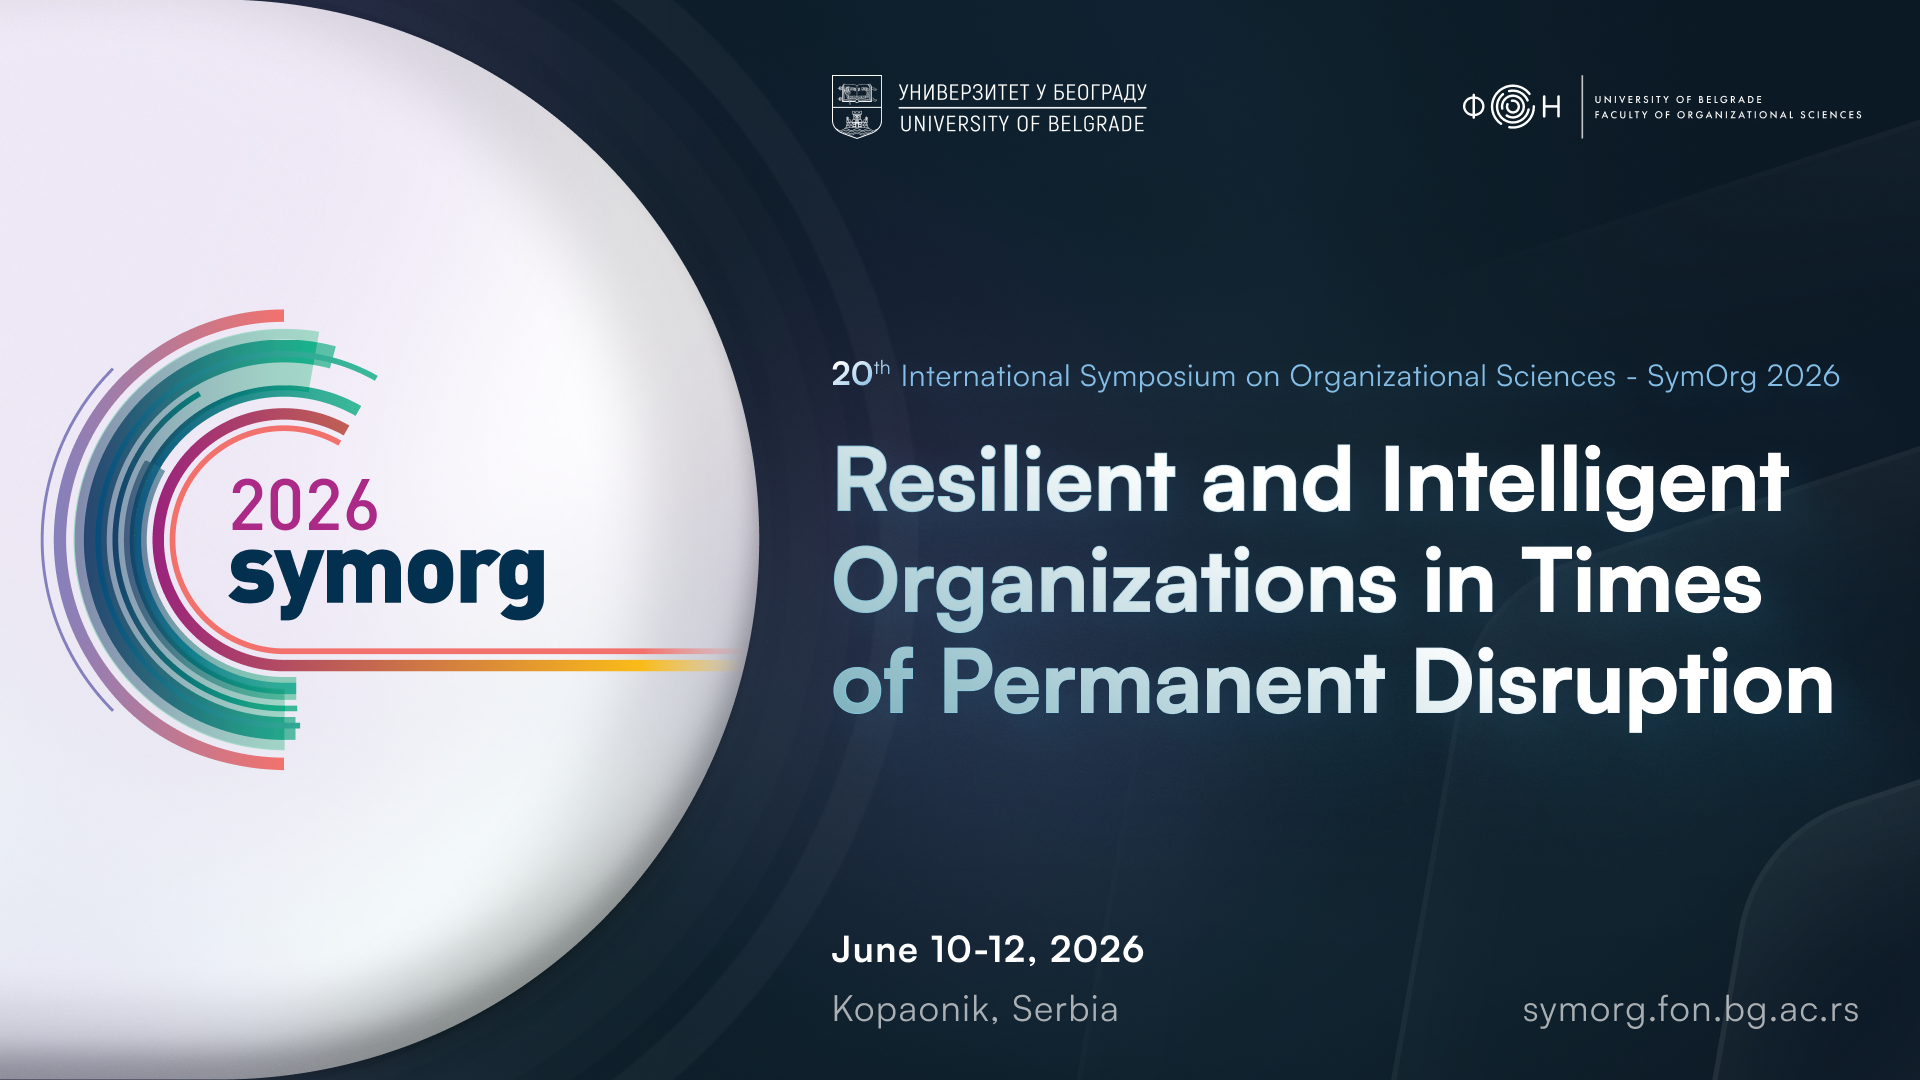 УНИВЕРЗИТЕТ У БЕОГРАДУ
UNIVERSITY OF BELGRADE
ФОН
UNIVERSITY OF BELGRADE
FACULTY OF ORGANIZATIONAL SCIENCES
2026
symorg
20th International Symposium on Organizational Sciences - SymOrg 2026
Resilient and Intelligent
Organizations in Times
of Permanent Disruption
June 10-12, 2026
Kopaonik, Serbia
symorg.fon.bg.ac.rs